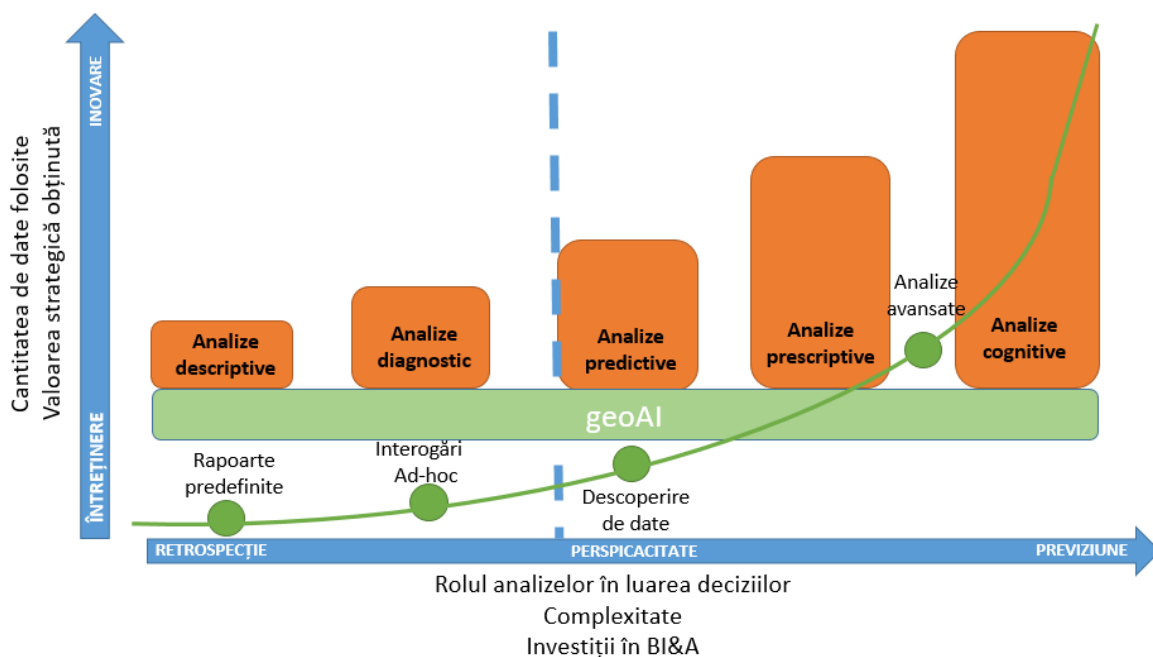 INOVARE
ÎNTREȚINERE
Cantitatea de date folosite
Valoarea strategică obținută
Analize
descriptive
Analize
diagnostic
Analize
predictive
Analize
prescriptive
Analize
cognitive
Analize
avansate
geoAI
Rapoarte
predefinite
Interogări
Ad-hoc
Descoperire
de date
RETROSPECȚIE
PERSPICACITATE
PREVIZIUNE
Rolul analizelor în luarea deciziilor
Complexitate
Investiții în BI&A